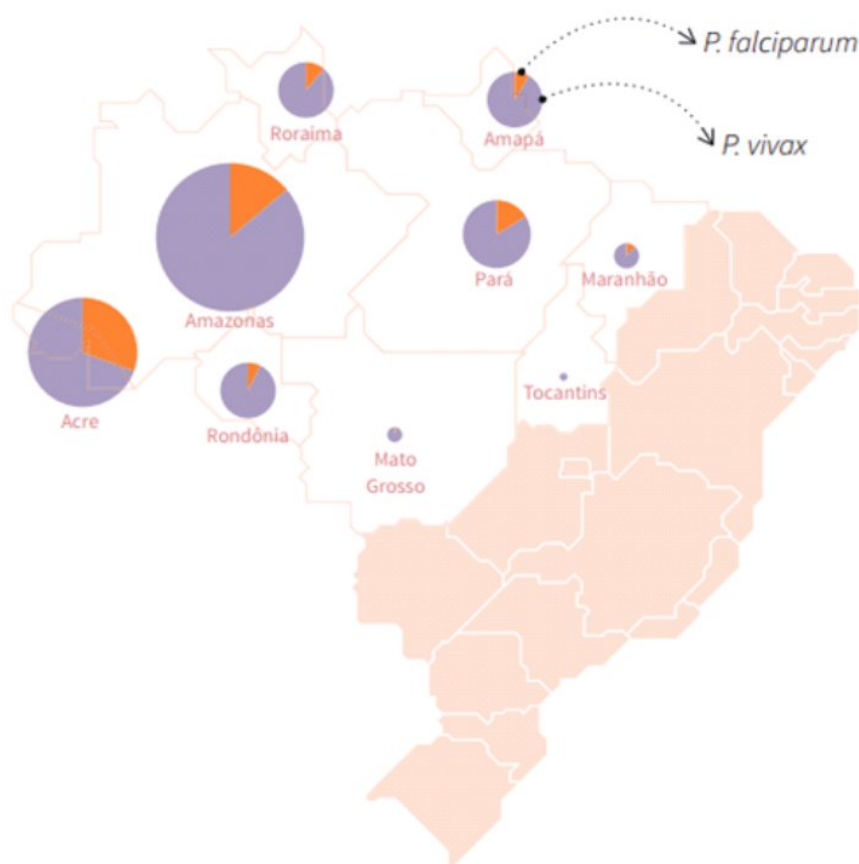 P. falciparum
Roraima
Amapá
P. vivax
Pará
Maranhão
Amazonas
Tocantins
Acre
Rondônia
Mato
Grosso